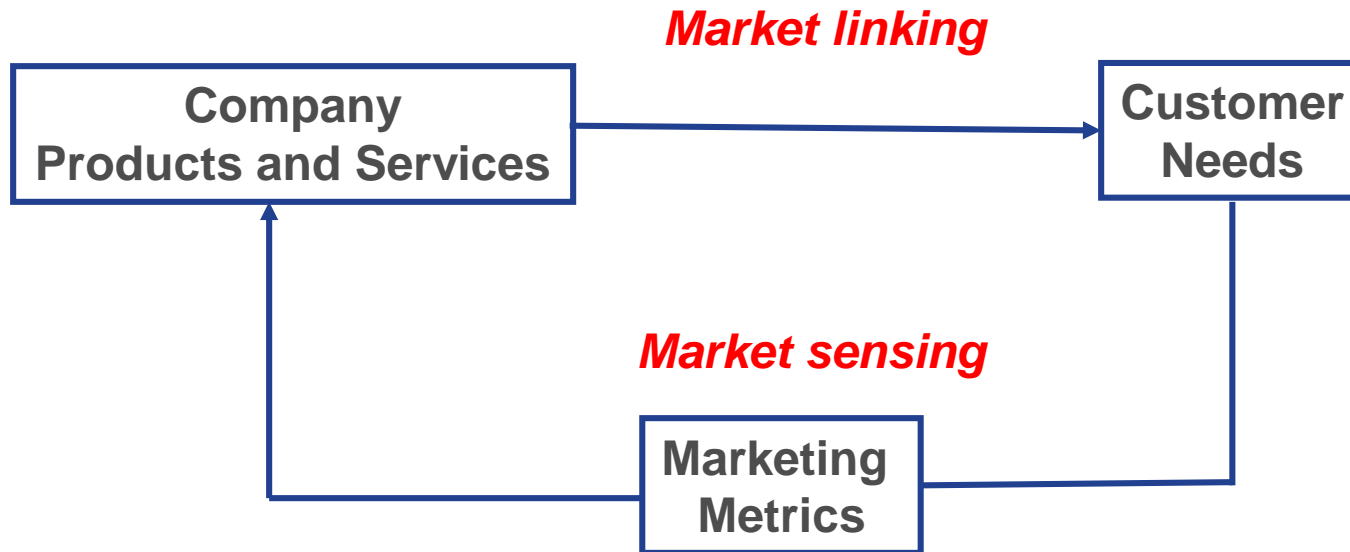 Market linking
Company
Products and Services
Customer
Needs
Market sensing
Marketing
Metrics